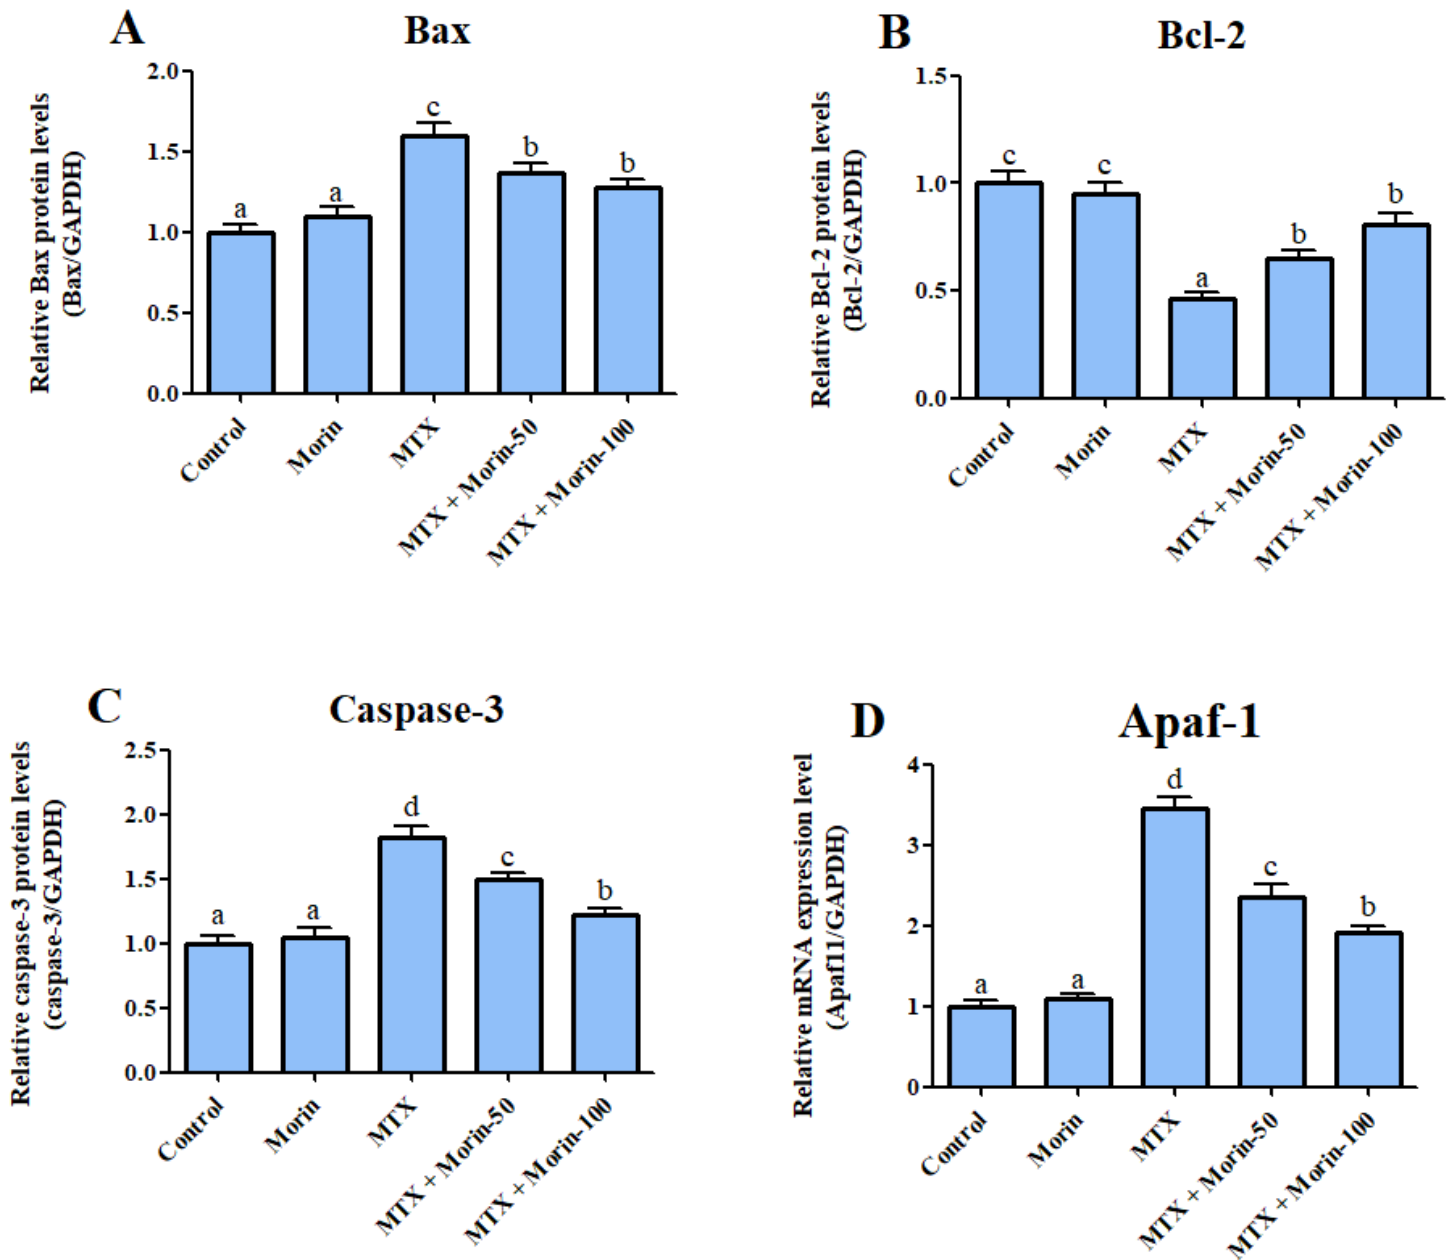 A
Bax
Relative Bax protein levels
(Bax/GAPDH)
2.0
1.5
1.0
0.5
0.0
a
a
c
b
b
Control
Morin
MTX
MTX + Morin-50
MTX + Morin-100
B
Bcl-2
Relative Bcl-2 protein levels
(Bcl-2/GAPDH)
1.5
1.0
0.5
0.0
c
c
a
b
b
Control
Morin
MTX
MTX + Morin-50
MTX + Morin-100
C
Caspase-3
Relative caspase-3 protein levels
(caspase-3/GAPDH)
2.5
2.0
1.5
1.0
0.5
0.0
a
a
d
c
b
Control
Morin
MTX
MTX + Morin-50
MTX + Morin-100
D
Apaf-1
Relative mRNA expression level
(Apaf11/GAPDH)
4
3
2
1
0
a
a
d
c
b
Control
Morin
MTX
MTX + Morin-50
MTX + Morin-100